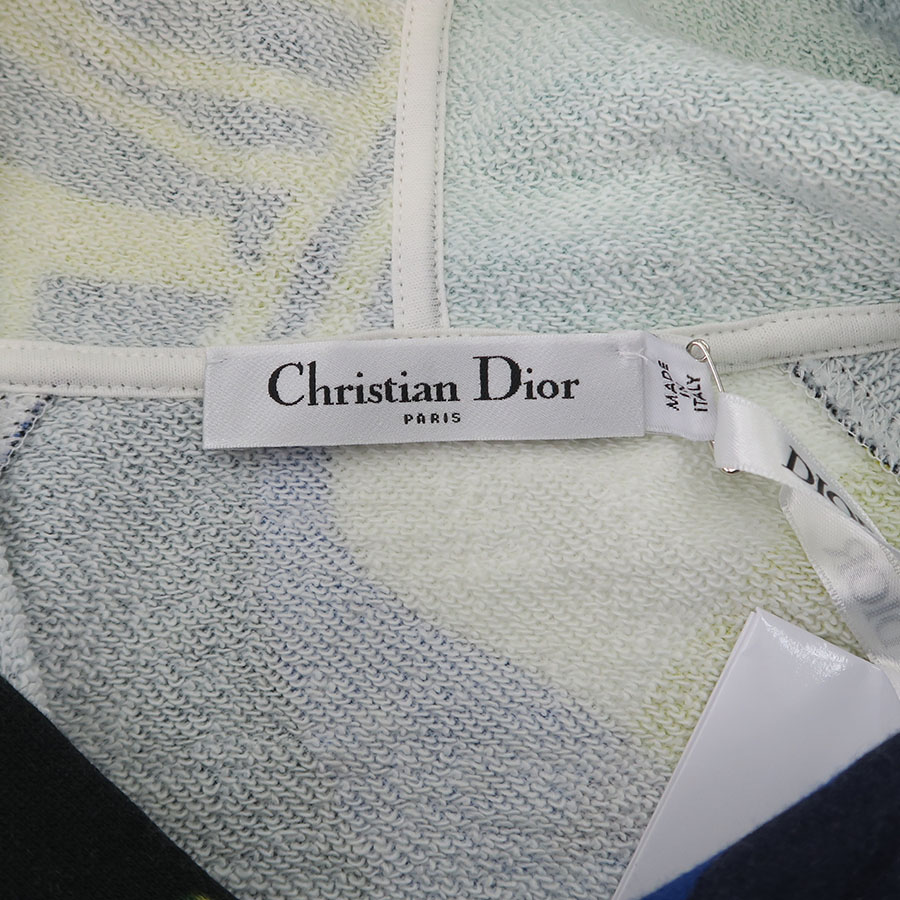 Christian Dior
PARIS
MADE
IN
ITALY
DIOR